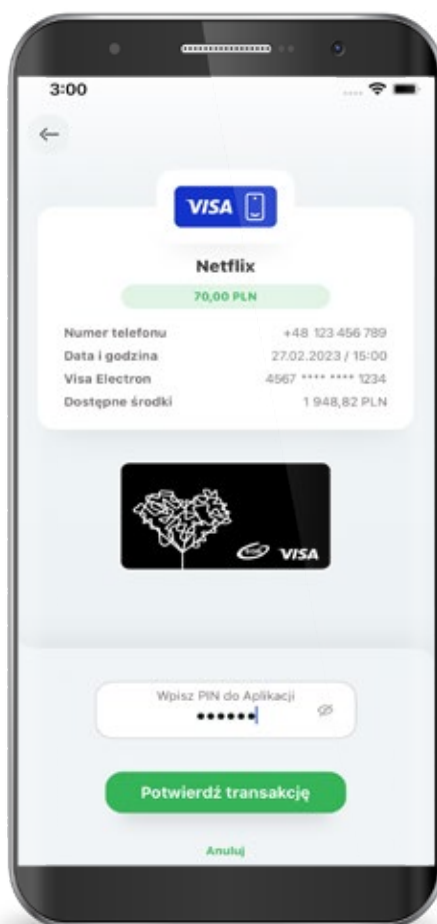 3:00
VISA
Netflix
70,00 PLN
Numer telefonu +48 123 456 789
Data i godzina 27.02.2023 / 15:00
Visa Electron 4567 **** **** 1234
Dostępne środki 1 948,82 PLN
VISA
Wpisz PIN do Aplikacji
••••••
Potwierdź transakcję
Anuluj